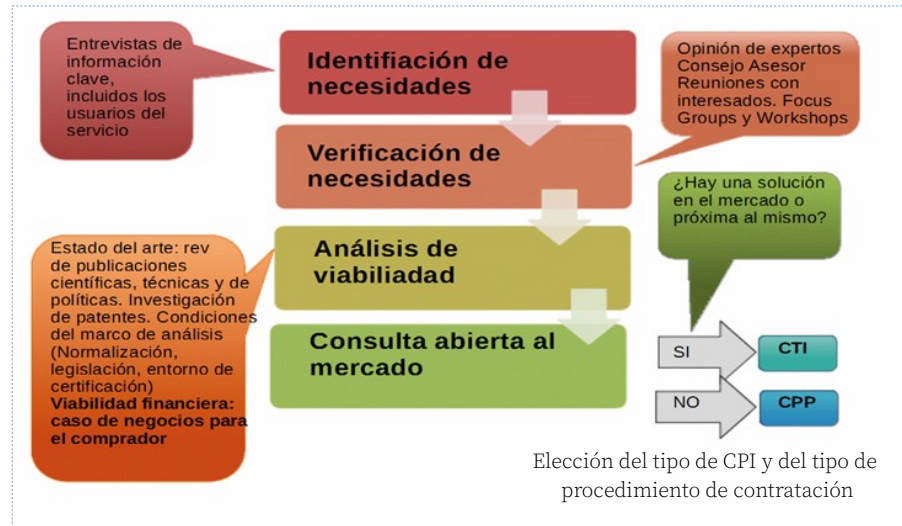 Entrevistas de
información
clave,
incluidos los
usuarios del
servicio
Identifiación de
necesidades
Opinión de expertos
Consejo Asesor
Reuniones con
interesados. Focus
Groups y Workshops
Verificación de
necesidades
¿Hay una solución
en el mercado o
próxima al mismo?
Estado del arte: rev
de publicaciones
científicas, técnicas y de
políticas. Investigación
de patentes. Condiciones
del marco de análisis
(Normalización,
legislación, entorno de
certificación)
Viabilidad financiera:
caso de negocios para
el comprador
Análisis de
viabiliadad
Consulta abierta al
mercado
SI
CTI
NO
CPP
Elección del tipo de CPI y del tipo de
procedimiento de contratación